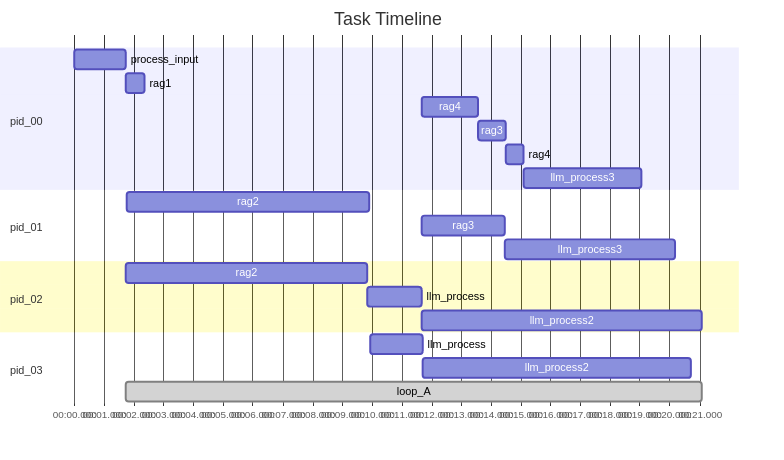 Task Timeline
process_input
rag1
rag4
pid_00
rag3
rag4
llm_process3
rag2
pid_01
rag3
llm_process3
rag2
pid_02
llm_process
llm_process2
pid_03
llm_process
llm_process2
loop_A
00:00.000 00:01.000 00:02.000 00:03.000 00:04.000 00:05.000 00:06.000 00:07.000 00:08.000 00:09.000 00:10.000 00:11.000 00:12.000 00:13.000 00:14.000 00:15.000 00:16.000 00:17.000 00:18.000 00:19.000 00:20.000 00:21.000